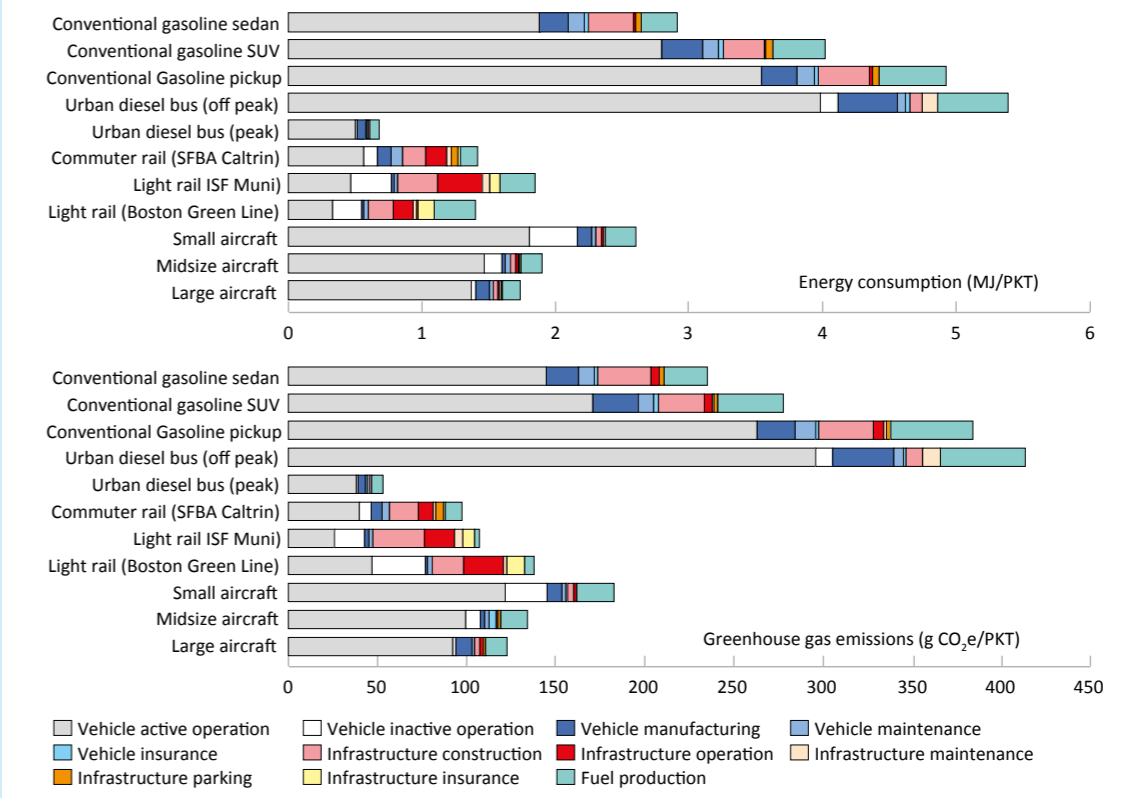 Conventional gasoline sedan
Conventional gasoline SUV
Conventional Gasoline pickup
Urban diesel bus (off peak)
Urban diesel bus (peak)
Commuter rail (SFBA Caltrin)
Light rail ISF Muni)
Light rail (Boston Green Line)
Small aircraft
Midsize aircraft
Large aircraft
Energy consumption (MJ/PKT)
0 1 2 3 4 5 6
Conventional gasoline sedan
Conventional gasoline SUV
Conventional Gasoline pickup
Urban diesel bus (off peak)
Urban diesel bus (peak)
Commuter rail (SFBA Caltrin)
Light rail ISF Muni)
Light rail (Boston Green Line)
Small aircraft
Midsize aircraft
Large aircraft
Greenhouse gas emissions (g CO₂e/PKT)
0 50 100 150 200 250 300 350 400 450
Vehicle active operation Vehicle inactive operation Vehicle manufacturing Vehicle maintenance
Vehicle insurance Infrastructure construction Infrastructure operation Infrastructure maintenance
Infrastructure parking Infrastructure insurance Fuel production